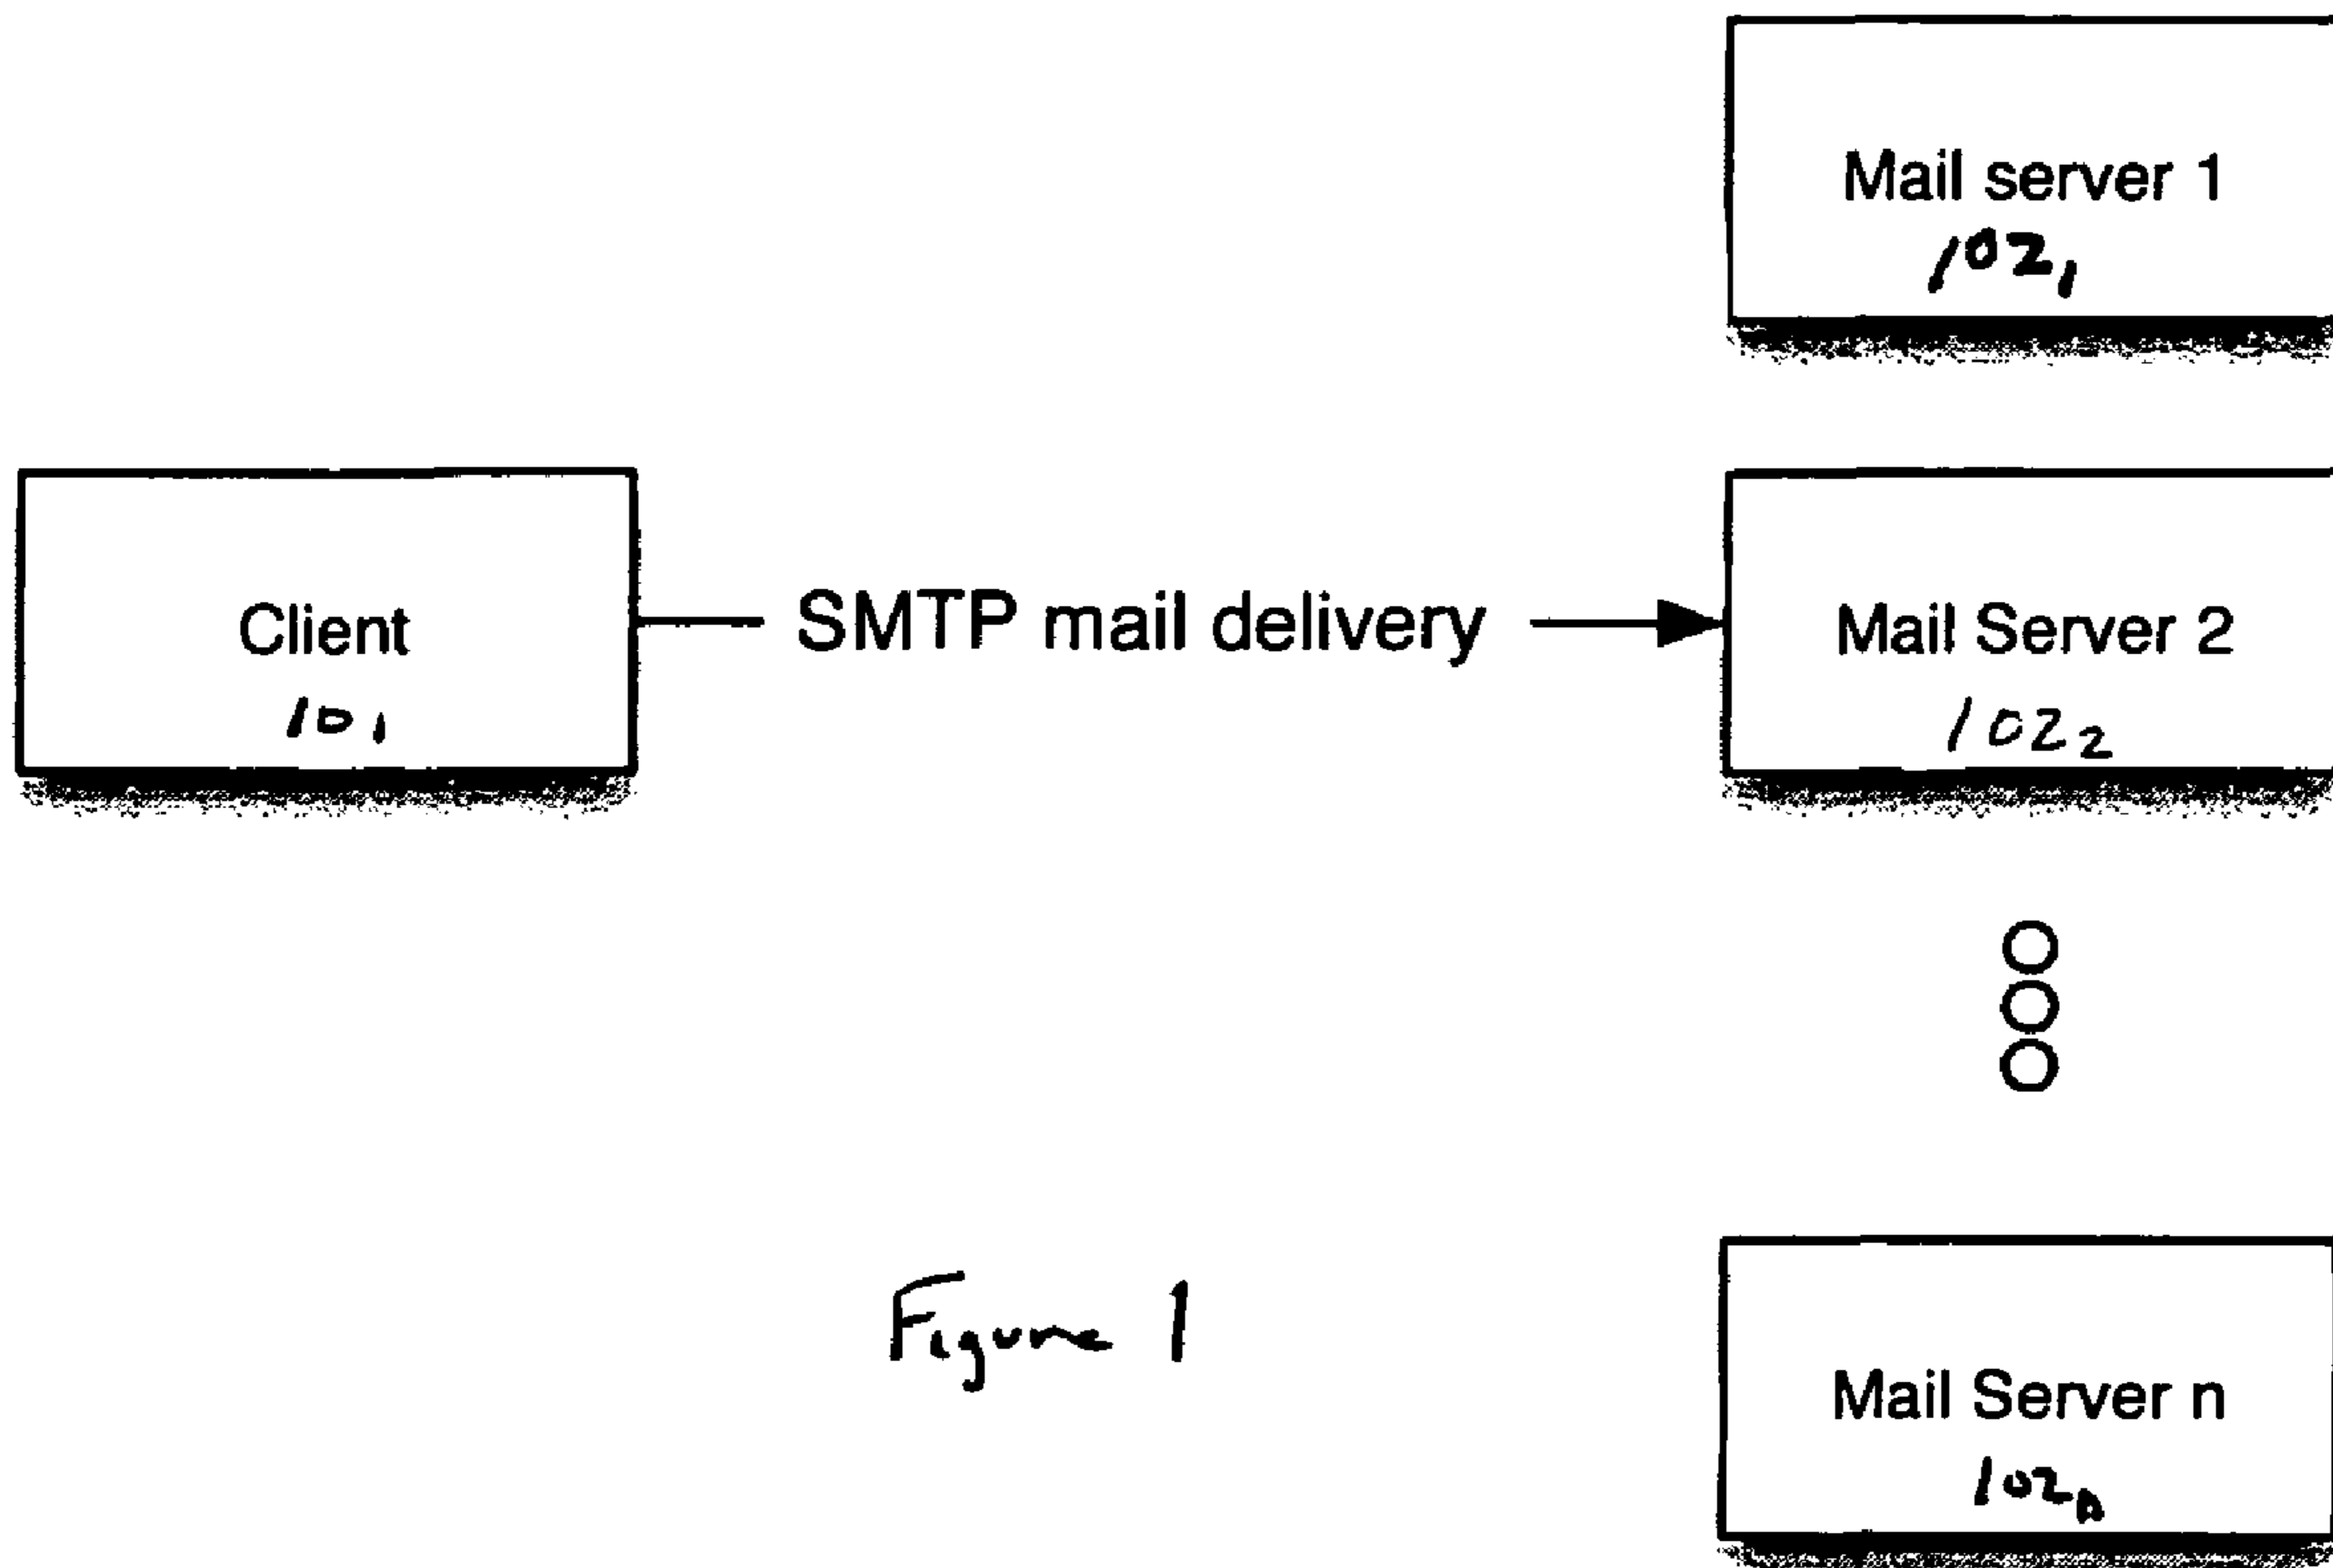 Mail server 1
102₁
Client
101
SMTP mail delivery
Mail Server 2
102₂
Figure 1
Mail Server n
102ₙ